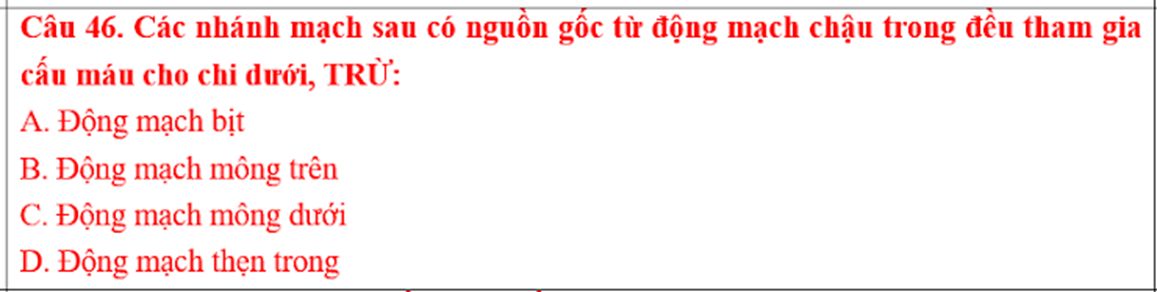 Câu 46. Các nhánh mạch sau có nguồn gốc từ động mạch chậu trong đều tham gia
cấu máu cho chi dưới, TRỪ:
A. Động mạch bịt
B. Động mạch mông trên
C. Động mạch mông dưới
D. Động mạch thẹn trong